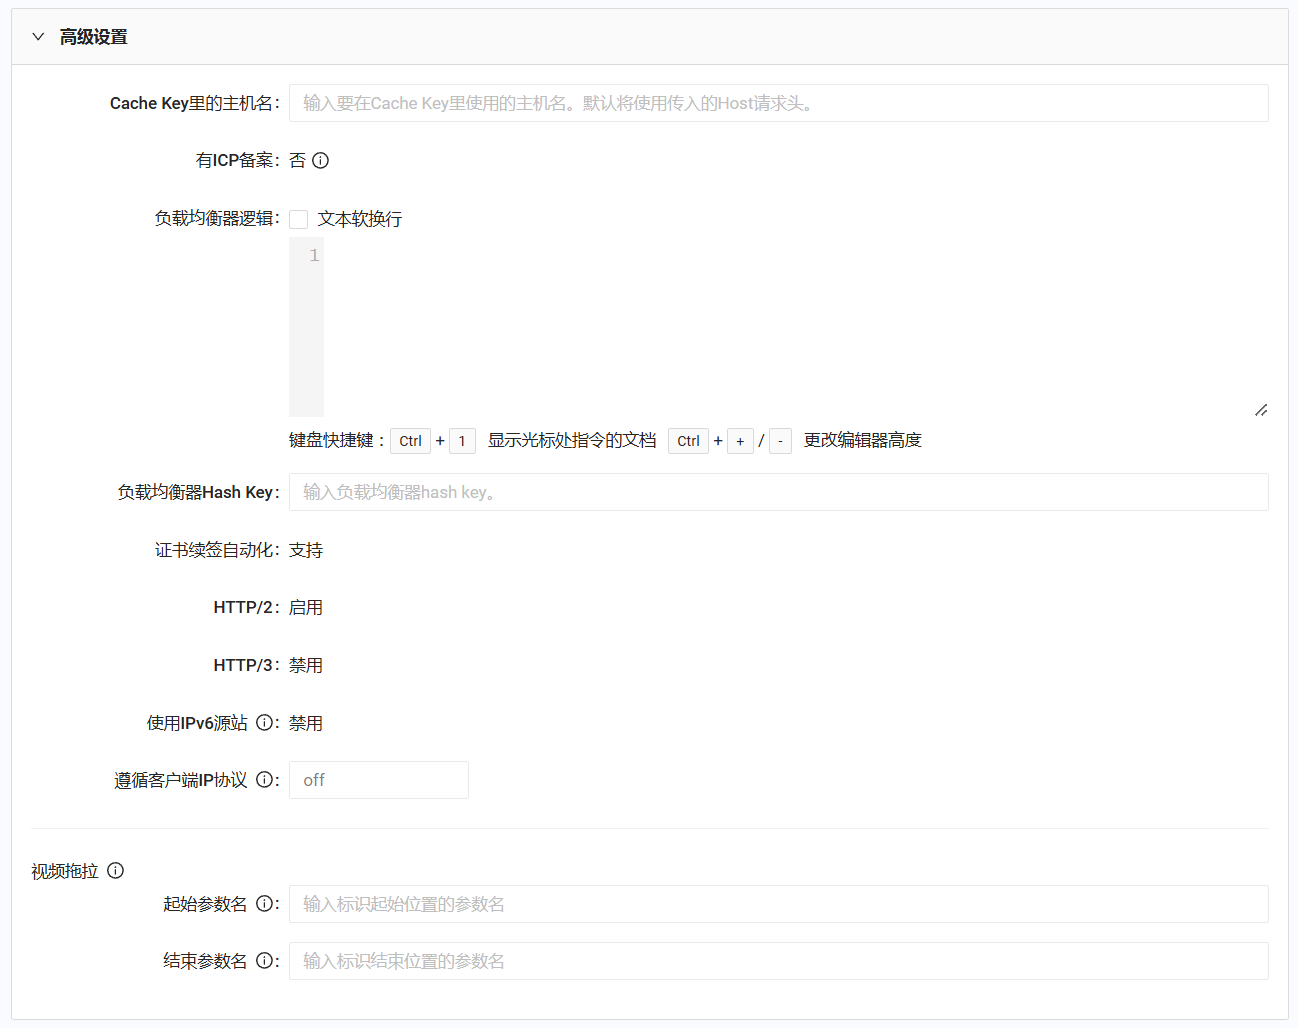 高级设置
Cache Key里的主机名: 输入要在Cache Key里使用的主机名。默认将使用传入的Host请求头。
有ICP备案: 否
负载均衡器逻辑: 文本软换行
1
键盘快捷键： Ctrl + 1 显示光标处指令的文档 Ctrl + + / - 更改编辑器高度
负载均衡器Hash Key: 输入负载均衡器hash key。
证书续签自动化: 支持
HTTP/2: 启用
HTTP/3: 禁用
使用IPv6源站 : 禁用
遵循客户端IP协议 : off
视频拖拉
起始参数名 : 输入标识起始位置的参数名
结束参数名 : 输入标识结束位置的参数名